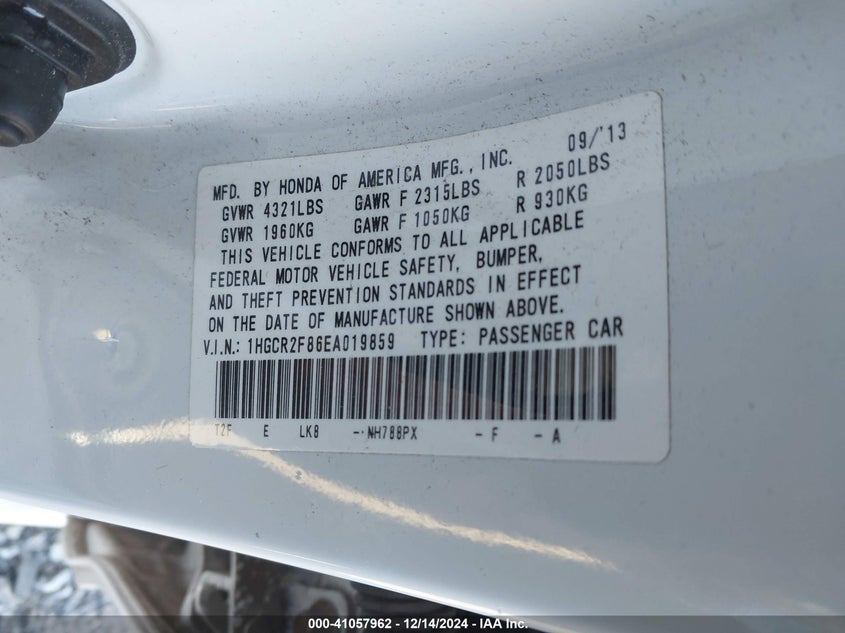 09/'13
MFD. BY HONDA OF AMERICA MFG., INC.
GVWR 4321LBS GAWR F 2315LBS R 2050LBS
GVWR 1960KG GAWR F 1050KG R 930KG
THIS VEHICLE CONFORMS TO ALL APPLICABLE
FEDERAL MOTOR VEHICLE SAFETY, BUMPER,
AND THEFT PREVENTION STANDARDS IN EFFECT
ON THE DATE OF MANUFACTURE SHOWN ABOVE.
V.I.N.: 1HGCR2F86EA019859 TYPE: PASSENGER CAR
T2F E LK8 -·NH788PX -F -A
000-41057962 - 12/14/2024 - IAA Inc.